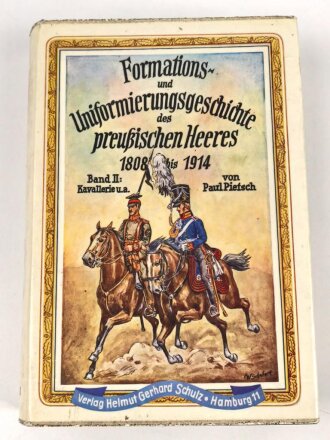 Formations-
und
Uniformierungsgeschichte
des
preußischen Heeres
1808 bis 1914
Band II:
Kavallerie u.a.
von
Paul Pietsch
Verlag Helmut Gerhard Schulz • Hamburg 11